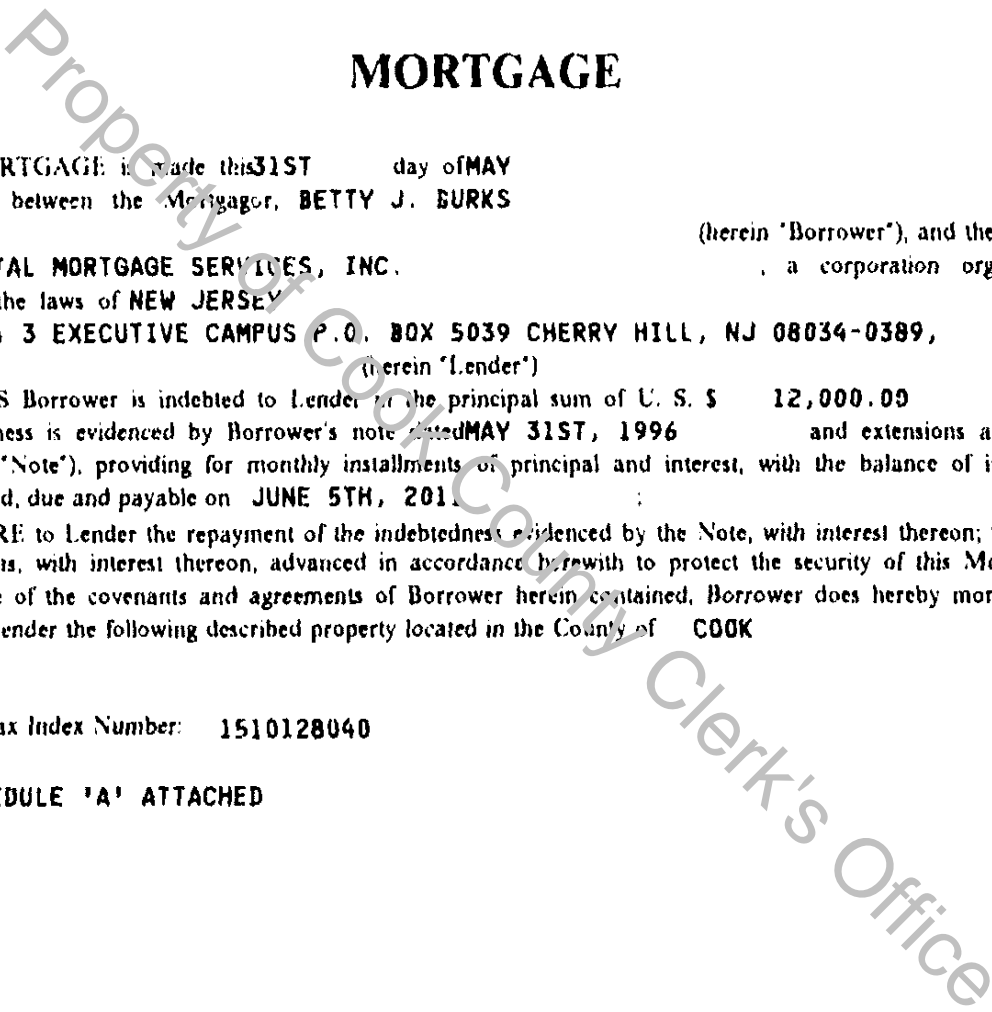 MORTGAGE
RTGAGE is made this 31ST day of MAY
between the Mortgagor, BETTY J. BURKS
(herein "Borrower"), and the
TAL MORTGAGE SERVICES, INC. , a corporation org
the laws of NEW JERSEY
3 EXECUTIVE CAMPUS P.O. BOX 5039 CHERRY HILL, NJ 08034-0389,
(herein "Lender")
S Borrower is indebted to Lender in the principal sum of U. S. $ 12,000.00
ness is evidenced by Borrower's note dated MAY 31ST, 1996 and extensions a
"Note"), providing for monthly installments of principal and interest, with the balance of i
d, due and payable on JUNE 5TH, 2011 ;
RE to Lender the repayment of the indebtedness evidenced by the Note, with interest thereon;
ns, with interest thereon, advanced in accordance herewith to protect the security of this Mo
e of the covenants and agreements of Borrower herein contained, Borrower does hereby mor
ender the following described property located in the County of COOK
ax Index Number: 1510128040
EDULE 'A' ATTACHED
Property of Cook County Clerk's Office